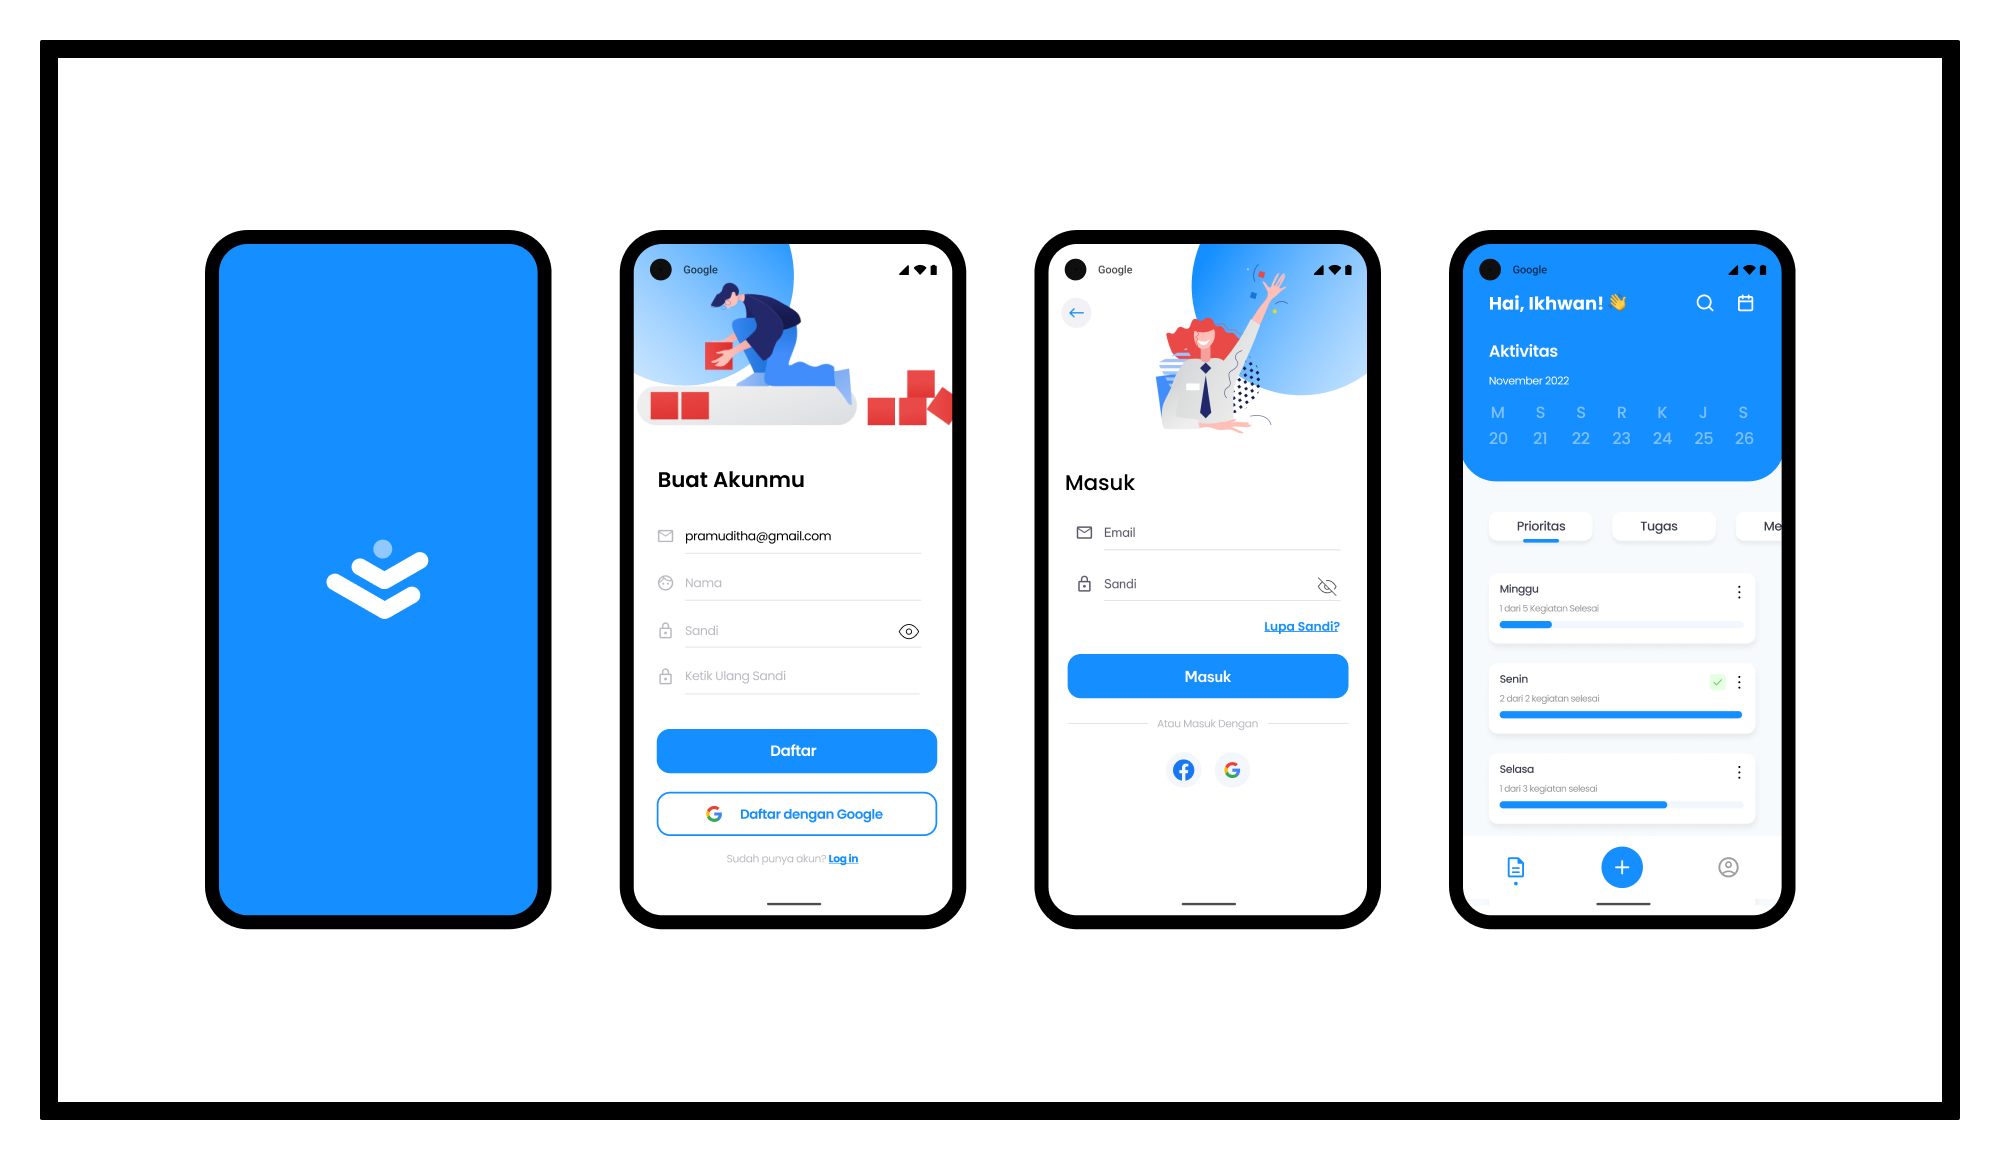 Google
Buat Akunmu
pramuditha@gmail.com
Nama
Sandi
Ketik Ulang Sandi
Daftar
Daftar dengan Google
Sudah punya akun? Log in
Google
Masuk
Email
Sandi
Lupa Sandi?
Masuk
Atau Masuk Dengan
Google
Hai, Ikhwan! 👋
Aktivitas
November 2022
M S S R K J S
20 21 22 23 24 25 26
Prioritas Tugas Me
Minggu
1 dari 5 Kegiatan Selesai
Senin
2 dari 2 kegiatan selesai
Selasa
1 dari 3 kegiatan selesai